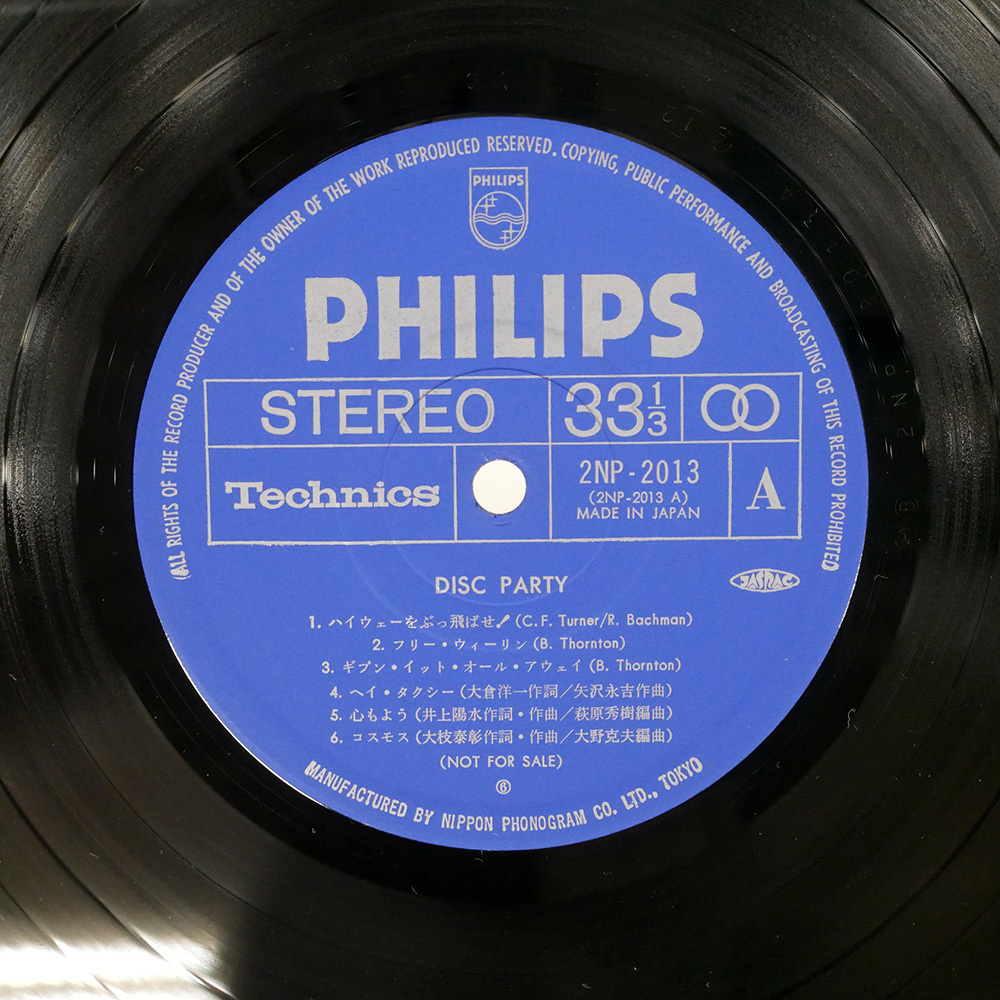 (ALL RIGHTS OF THE RECORD PRODUCER AND OF THE OWNER OF THE WORK REPRODUCED RESERVED. COPYING, PUBLIC PERFORMANCE AND BROADCASTING OF THIS RECORD PROHIBITED)
PHILIPS
PHILIPS
STEREO 33 1/3
Technics 2NP-2013 A
(2NP-2013 A)
MADE IN JAPAN
DISC PARTY
JASRAC
1. ハイウェーをぶっ飛ばせ! (C.F. Turner/R. Bachman)
2. フリー・ウィーリン (B. Thornton)
3. ギブン・イット・オール・アウェイ (B. Thornton)
4. ヘイ・タクシー (大倉洋一作詞/矢沢永吉作曲)
5. 心もよう (井上陽水作詞・作曲/萩原秀樹編曲)
6. コスモス (大枝泰彰作詞・作曲/大野克夫編曲)
(NOT FOR SALE)
⑥
MANUFACTURED BY NIPPON PHONOGRAM CO. LTD., TOKYO